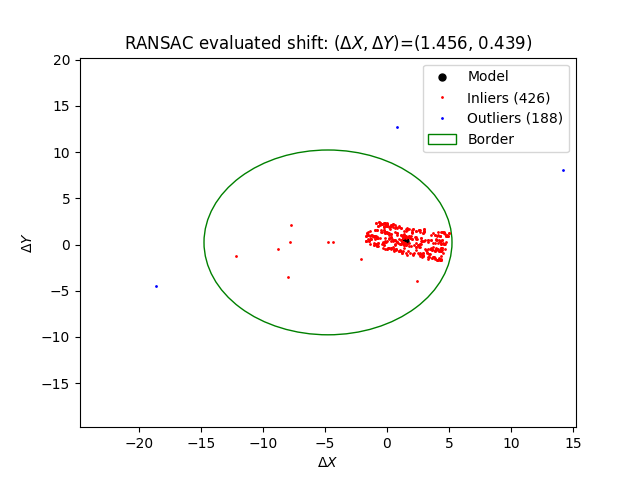 RANSAC evaluated shift: (ΔX, ΔY)=(1.456, 0.439)
Model
Inliers (426)
Outliers (188)
Border
20
15
10
5
0
−5
−10
−15
ΔY
−20 −15 −10 −5 0 5 10 15
ΔX